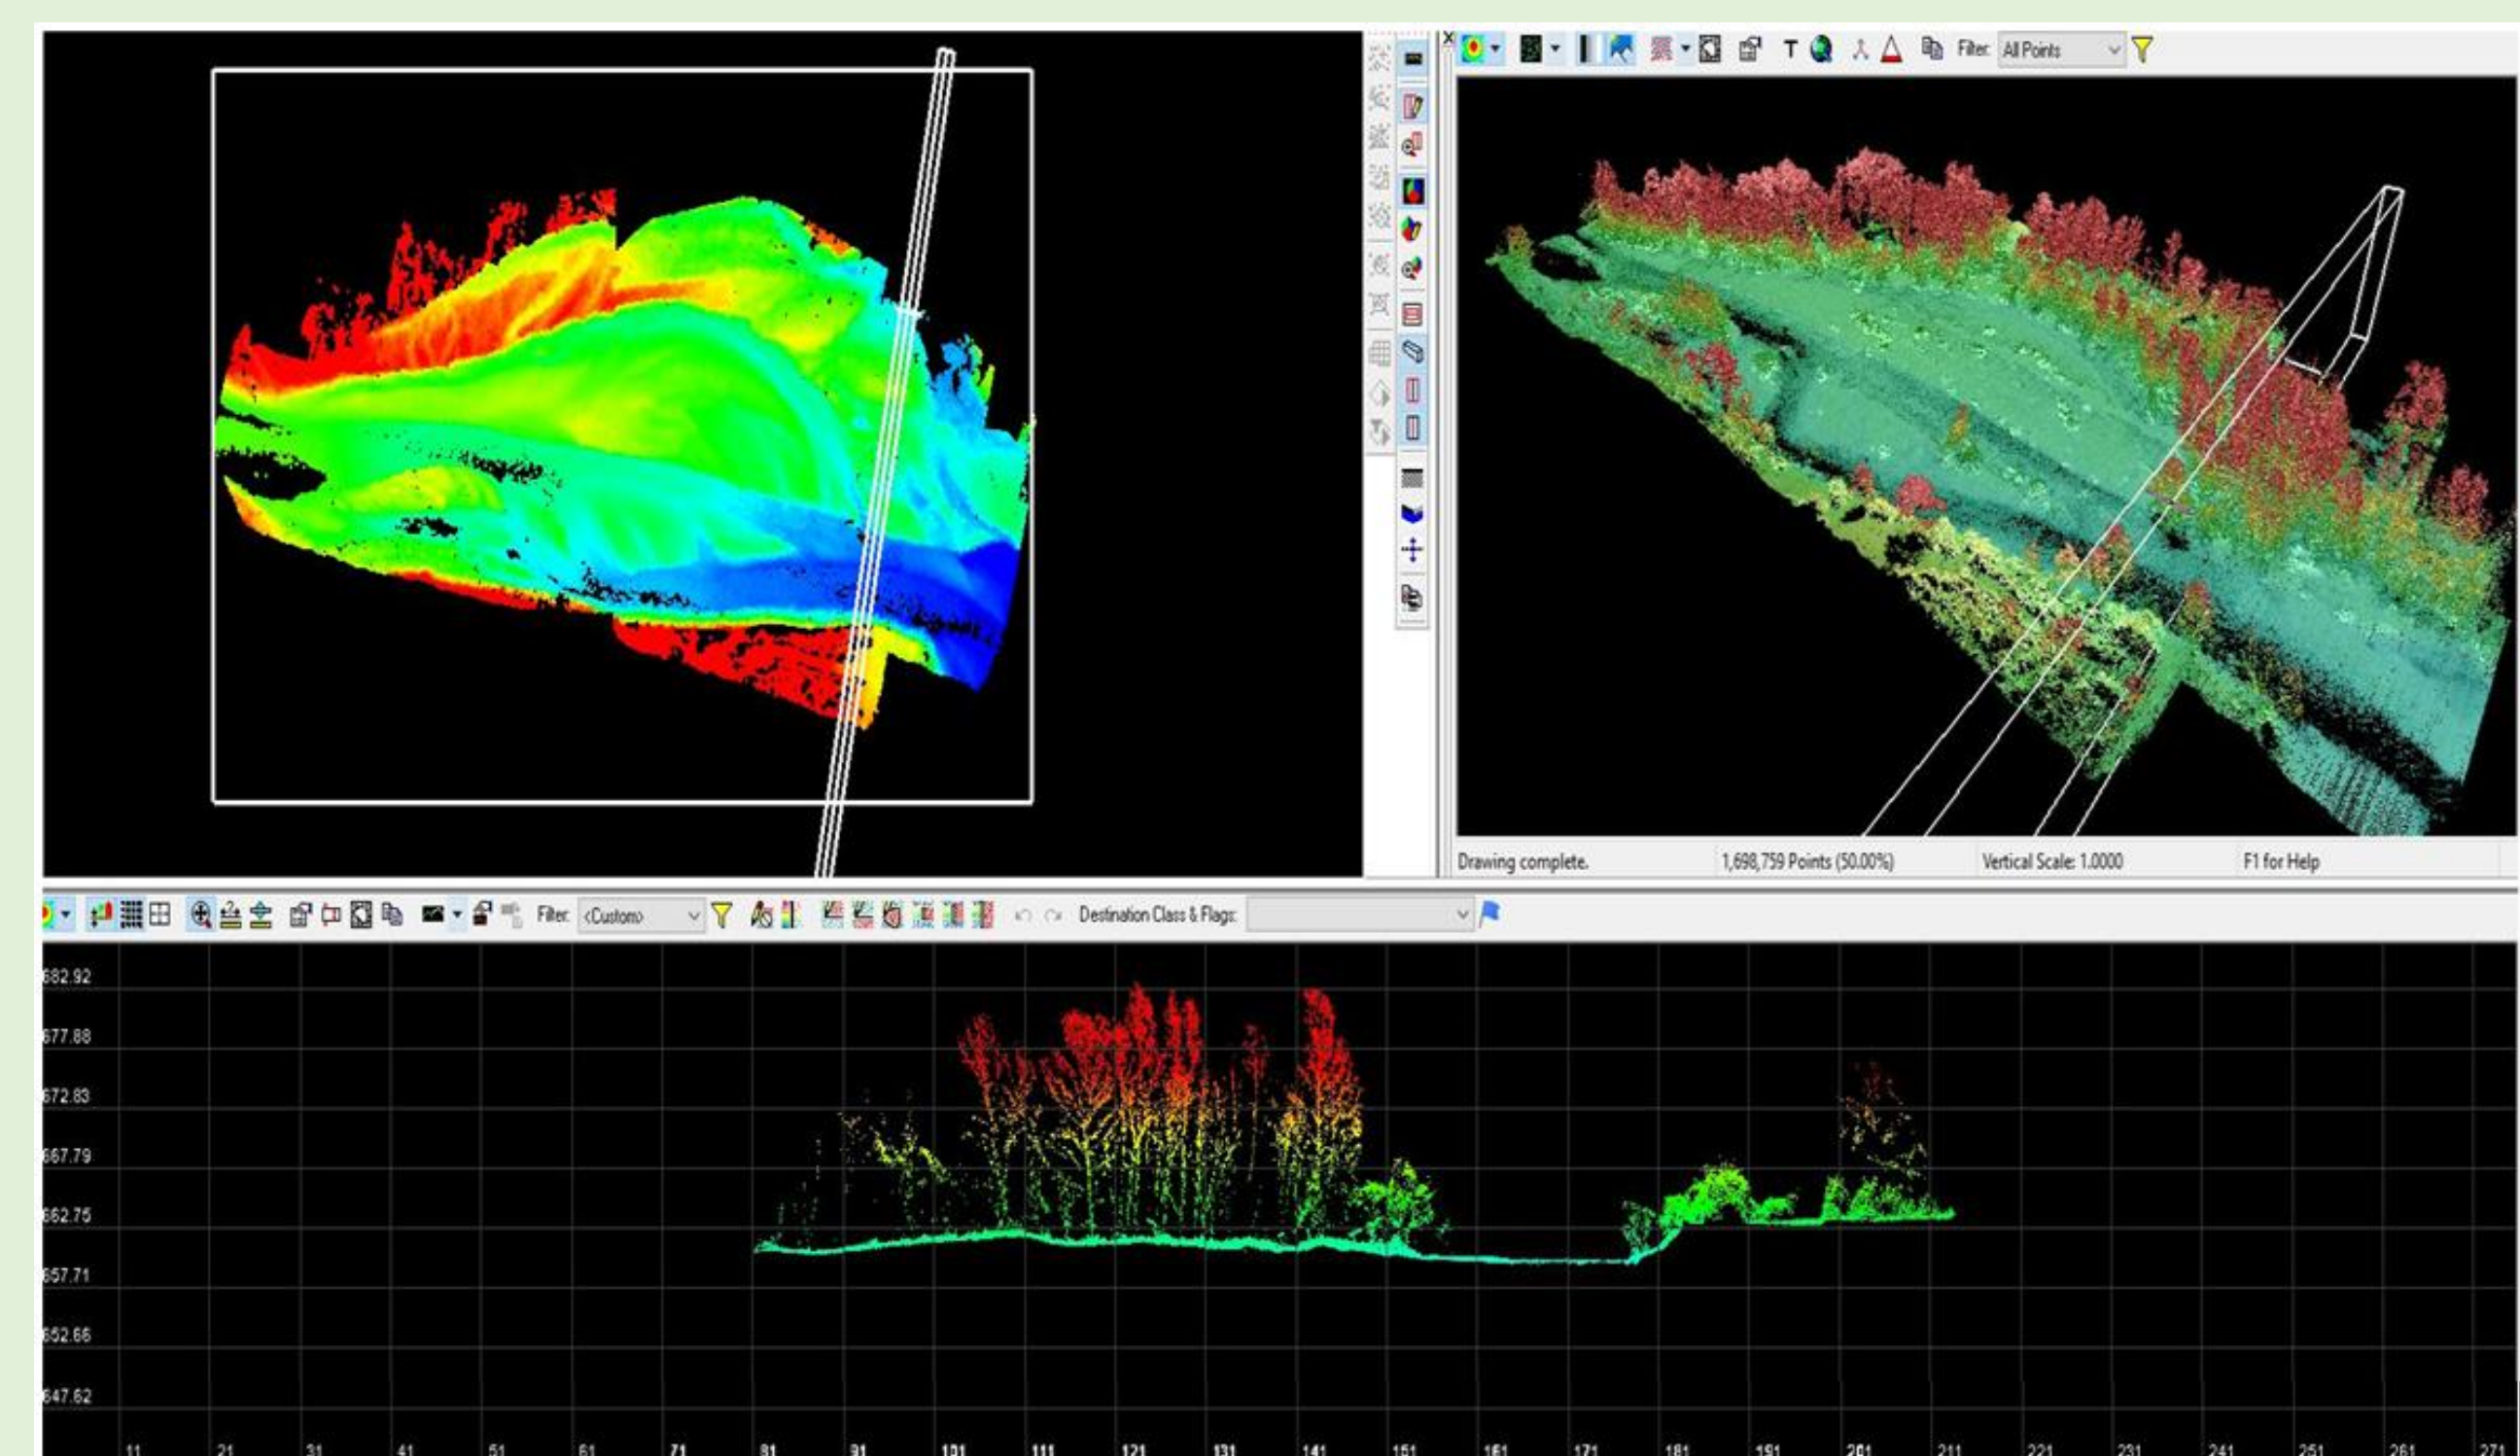 T Filter: All Points
Drawing complete. 1,698,759 Points (50.00%) Vertical Scale: 1.0000 F1 for Help
Filter: <Custom> Destination Class & Flags:
682.92
677.88
672.83
667.79
662.75
657.71
652.66
647.62
11 21 31 41 51 61 71 81 91 101 111 121 131 141 151 161 171 181 191 201 211 221 231 241 251 261 271